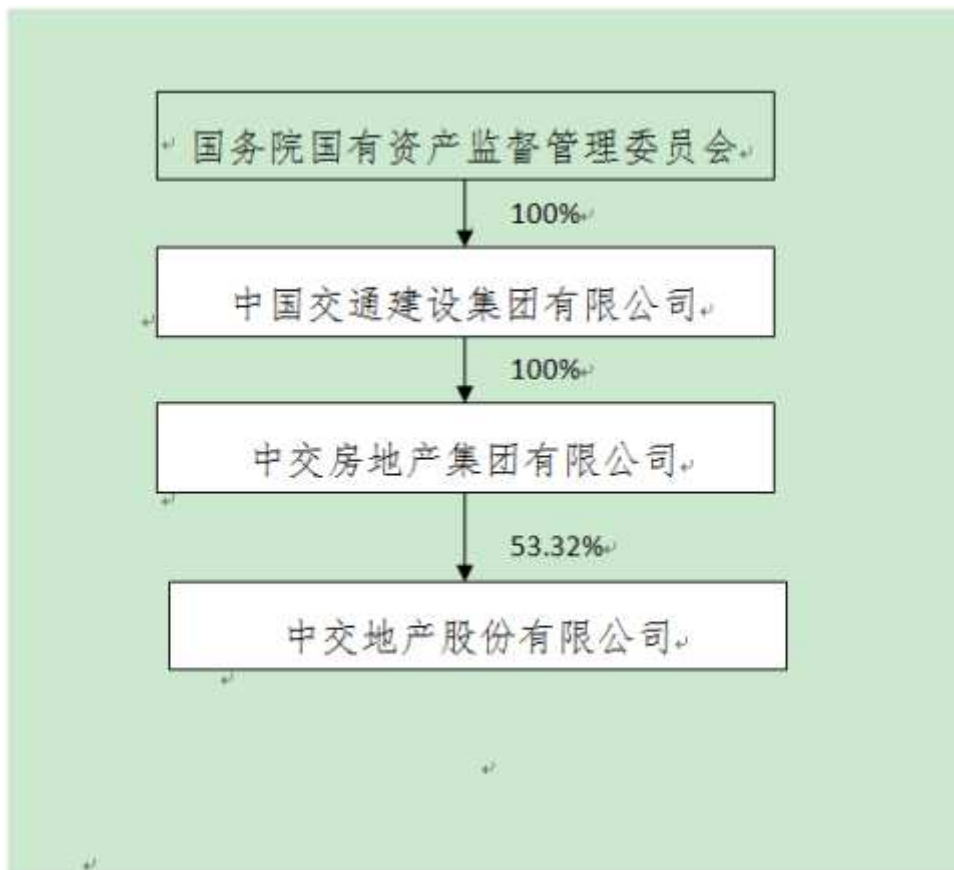 国务院国有资产监督管理委员会
100%
中国交通建设集团有限公司
100%
中交房地产集团有限公司
53.32%
中交地产股份有限公司